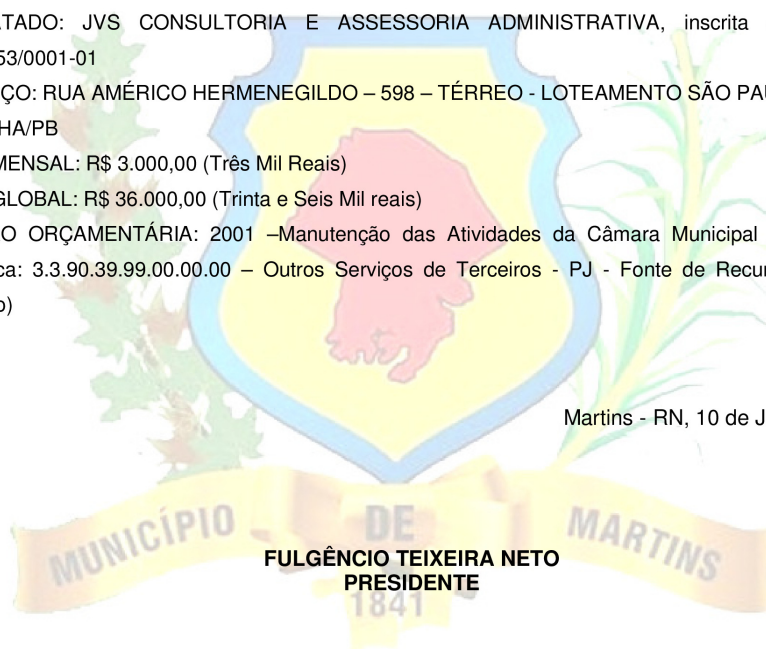 ATADO: JVS CONSULTORIA E ASSESSORIA ADMINISTRATIVA, inscrita
53/0001-01
ÇO: RUA AMÉRICO HERMENEGILDO – 598 – TÉRREO - LOTEAMENTO SÃO PAU
HA/PB
MENSAL: R$ 3.000,00 (Três Mil Reais)
GLOBAL: R$ 36.000,00 (Trinta e Seis Mil reais)
O ORÇAMENTÁRIA: 2001 –Manutenção das Atividades da Câmara Municipal
ca: 3.3.90.39.99.00.00.00 – Outros Serviços de Terceiros - PJ - Fonte de Recur
o)
Martins - RN, 10 de J
MUNICÍPIO DE MARTINS
FULGÊNCIO TEIXEIRA NETO
PRESIDENTE
1841